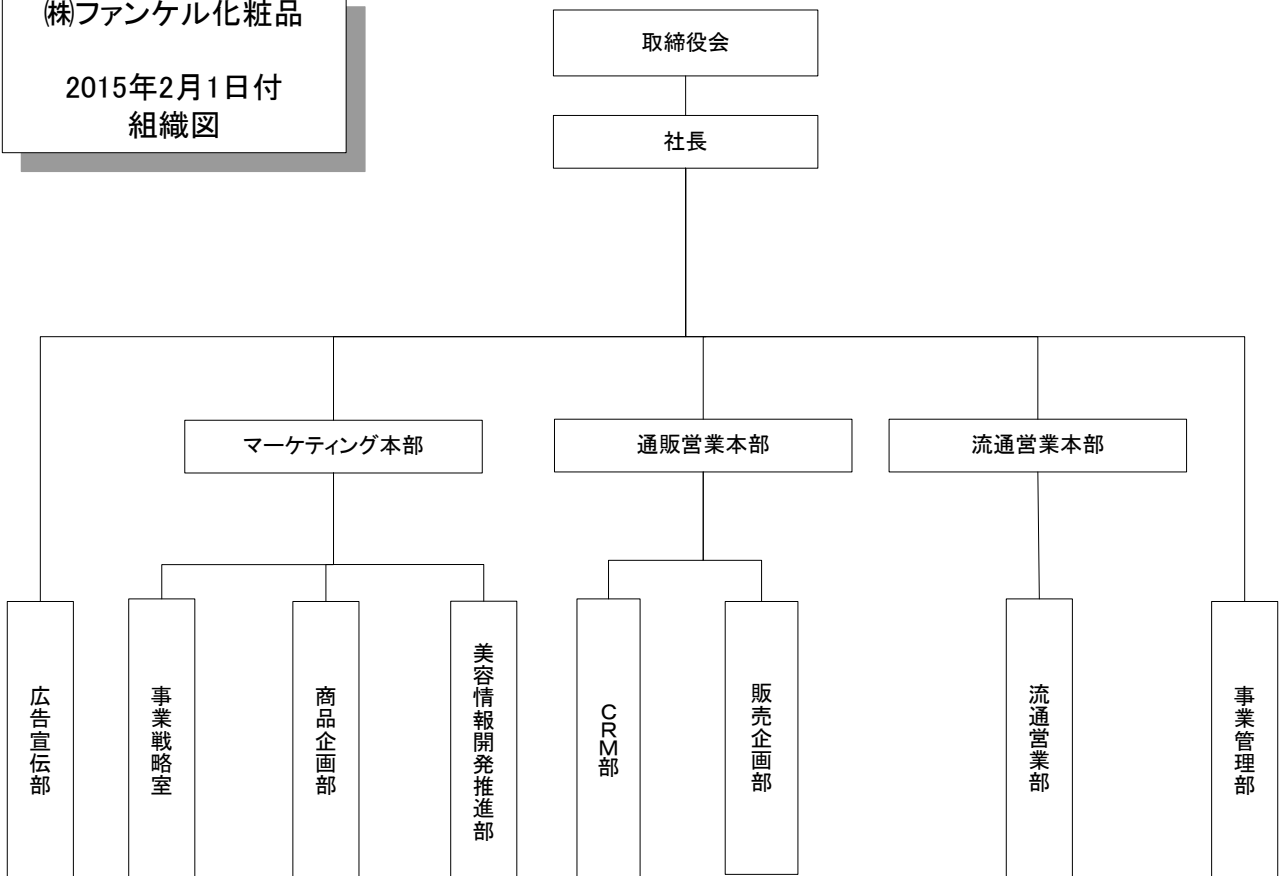 ㈱ファンケル化粧品
2015年2月1日付
組織図
取締役会
社長
マーケティング本部
通販営業本部
流通営業本部
広告宣伝部
事業戦略室
商品企画部
美容情報開発推進部
CRM部
販売企画部
流通営業部
事業管理部